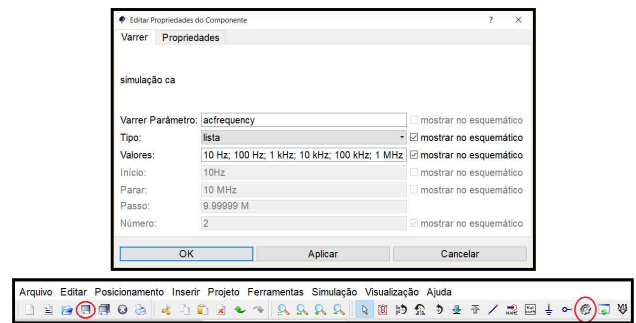 Editar Propriedades do Componente ? ×
Varrer Propriedades
simulação ca
Varrer Parâmetro: acfrequency mostrar no esquemático
Tipo: lista mostrar no esquemático
Valores: 10 Hz; 100 Hz; 1 kHz; 10 kHz; 100 kHz; 1 MHz mostrar no esquemático
Início: 10Hz mostrar no esquemático
Parar: 10 MHz mostrar no esquemático
Passo: 9.99999 M
Número: 2 mostrar no esquemático
OK Aplicar Cancelar
Arquivo Editar Posicionamento Inserir Projeto Ferramentas Simulação Visualização Ajuda
NAME